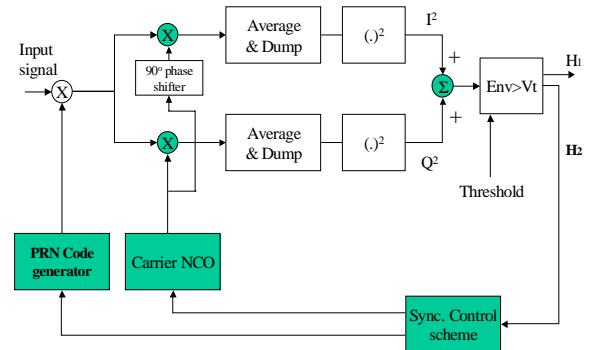 Input
signal
X
X
90° phase
shifter
X
Average
& Dump
(.)²
I²
+
Σ
+
Average
& Dump
(.)²
Q²
Env>Vt
H₁
H₂
Threshold
PRN Code
generator
Carrier NCO
Sync. Control
scheme